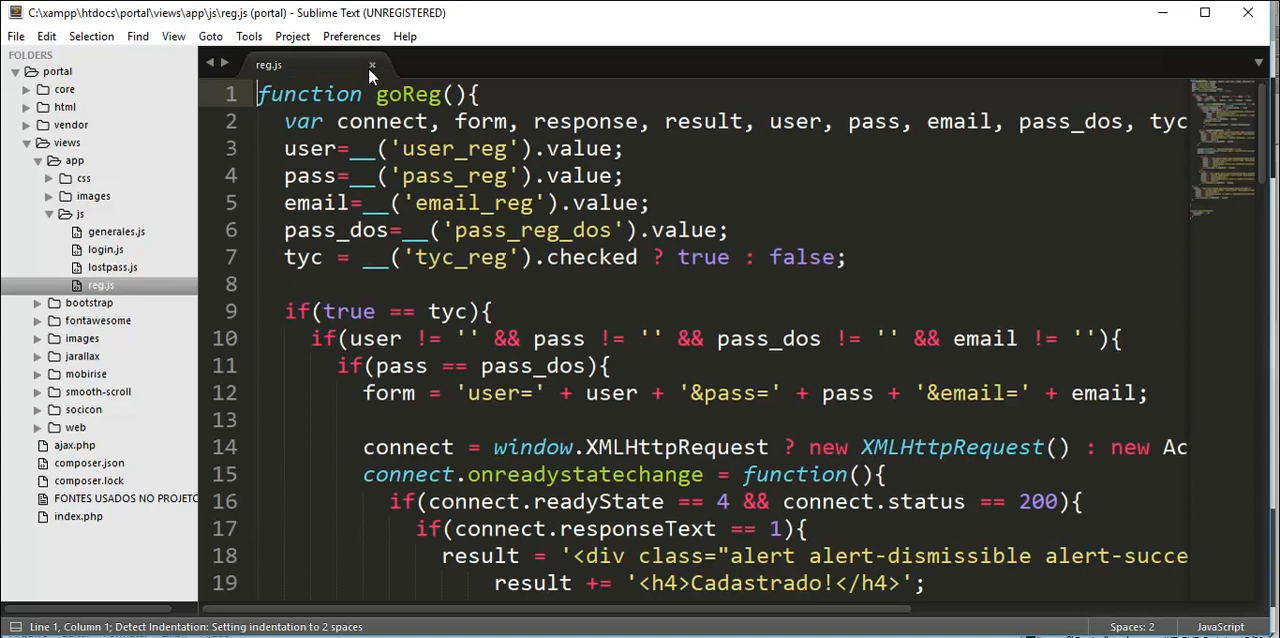 C:\xampp\htdocs\portal\views\app\js\reg.js (portal) - Sublime Text (UNREGISTERED)
File Edit Selection Find View Goto Tools Project Preferences Help
FOLDERS
portal
core
html
vendor
views
app
css
images
js
generales.js
login.js
lostpass.js
reg.js
bootstrap
fontawesome
images
jarallax
mobirise
smooth-scroll
socicon
web
ajax.php
composer.json
composer.lock
FONTES USADOS NO PROJETO
index.php
reg.js
1 function goReg(){
2 var connect, form, response, result, user, pass, email, pass_dos, tyc
3 user=__('user_reg').value;
4 pass=__('pass_reg').value;
5 email=__('email_reg').value;
6 pass_dos=__('pass_reg_dos').value;
7 tyc = __('tyc_reg').checked ? true : false;
8
9 if(true == tyc){
10 if(user != '' && pass != '' && pass_dos != '' && email != ''){
11 if(pass == pass_dos){
12 form = 'user=' + user + '&pass=' + pass + '&email=' + email;
13
14 connect = window.XMLHttpRequest ? new XMLHttpRequest() : new Ac
15 connect.onreadystatechange = function(){
16 if(connect.readyState == 4 && connect.status == 200){
17 if(connect.responseText == 1){
18 result = '<div class="alert alert-dismissible alert-succe
19 result += '<h4>Cadastrado!</h4>';
Line 1, Column 1; Detect Indentation: Setting indentation to 2 spaces
Spaces: 2
JavaScript